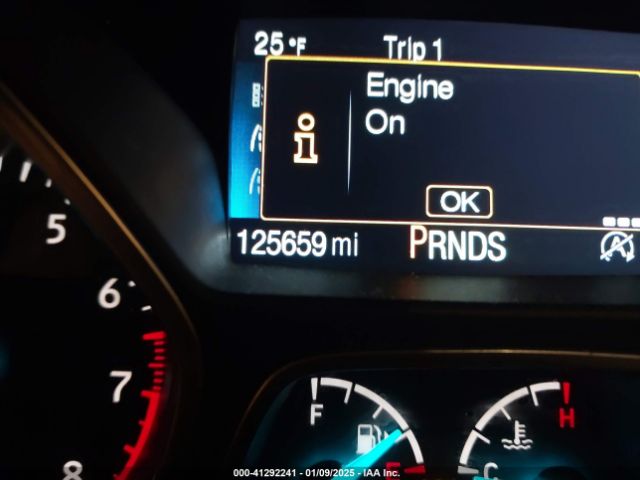 25 °F Trip 1
Engine
On
i
OK
125659 mi PRNDS
5
6
7
8
F
E
H
C
000-41292241 - 01/09/2025 - IAA Inc.